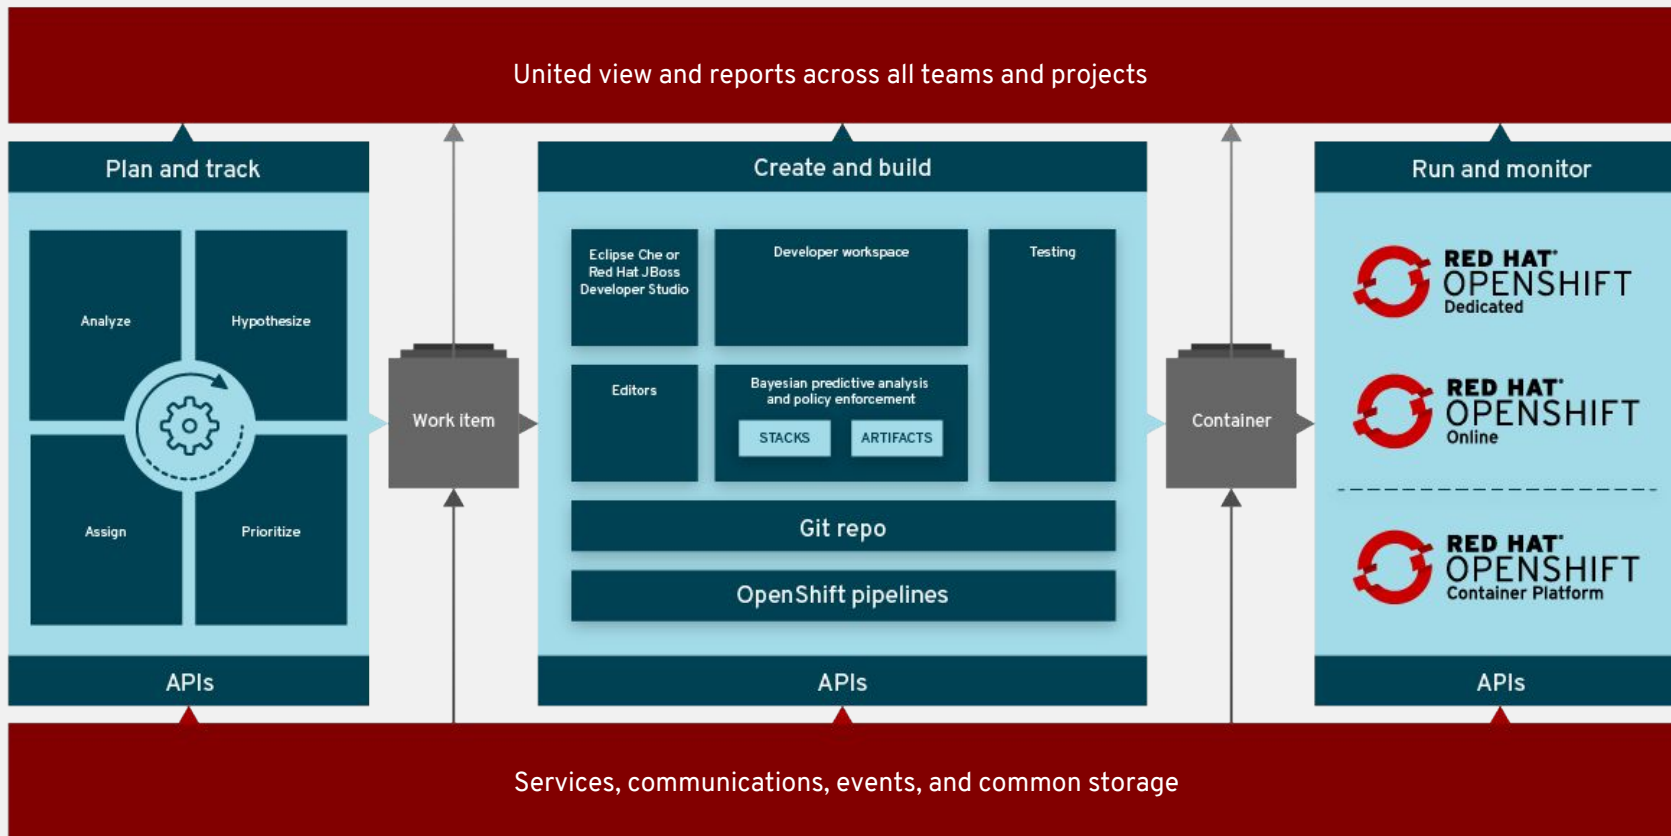 United view and reports across all teams and projects
Plan and track
Analyze
Hypothesize
Assign
Prioritize
APIs
Work item
Create and build
Eclipse Che or
Red Hat JBoss
Developer Studio
Developer workspace
Testing
Editors
Bayesian predictive analysis
and policy enforcement
STACKS
ARTIFACTS
Git repo
OpenShift pipelines
APIs
Container
Run and monitor
RED HAT®
OPENSHIFT
Dedicated
RED HAT®
OPENSHIFT
Online
RED HAT®
OPENSHIFT
Container Platform
APIs
Services, communications, events, and common storage